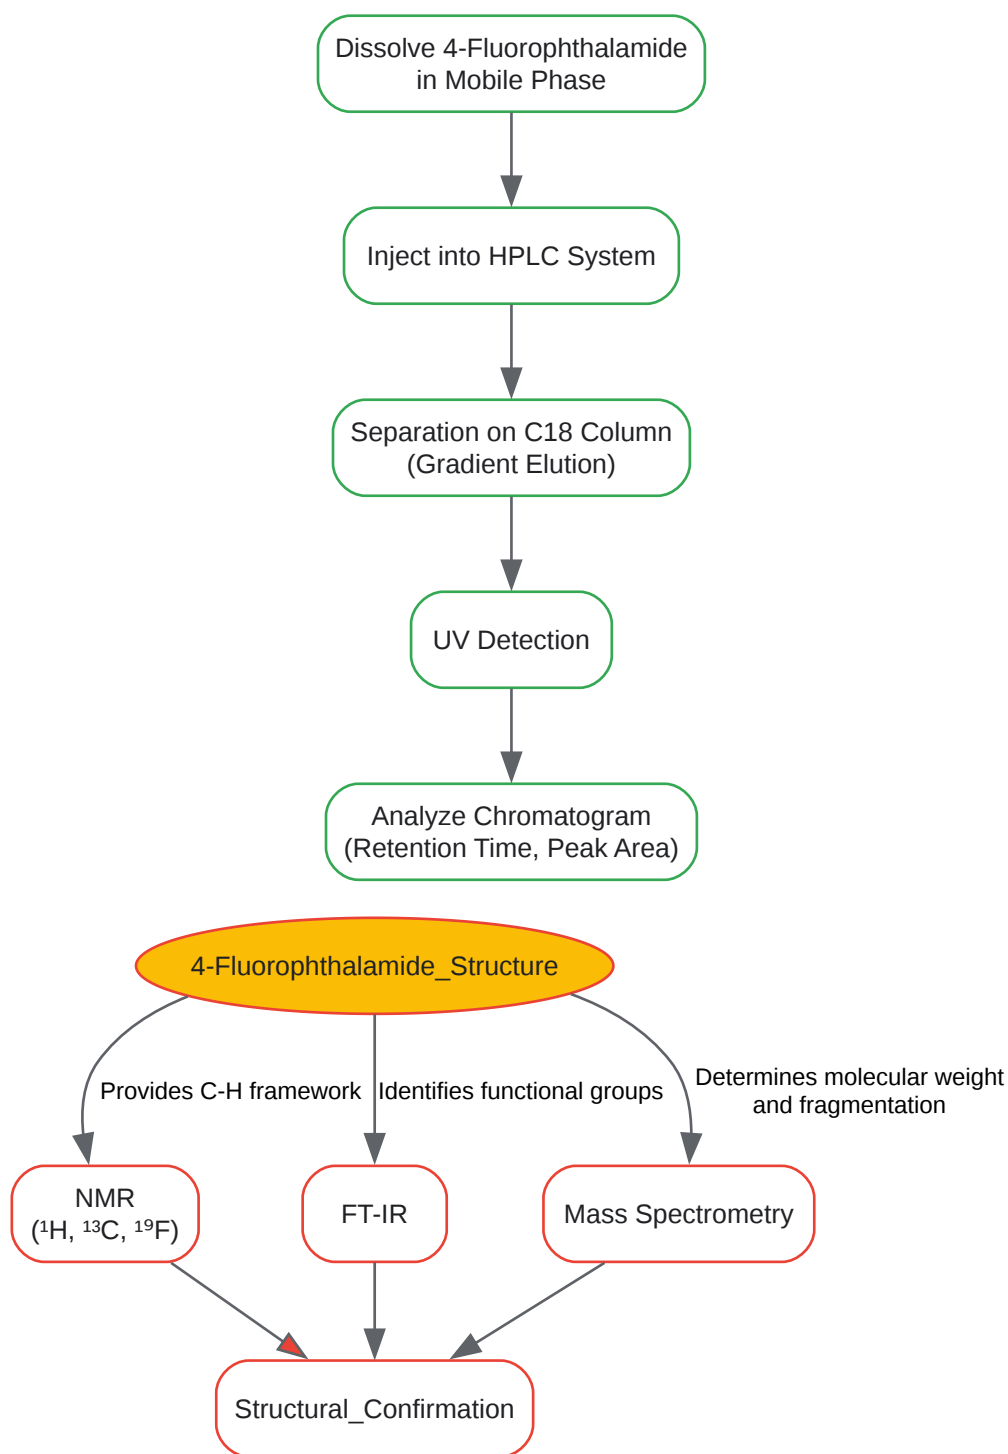 Dissolve 4-Fluorophthalamide
in Mobile Phase
Inject into HPLC System
Separation on C18 Column
(Gradient Elution)
UV Detection
Analyze Chromatogram
(Retention Time, Peak Area)
4-Fluorophthalamide_Structure
Provides C-H framework
Identifies functional groups
Determines molecular weight
and fragmentation
NMR
(¹H, ¹³C, ¹⁹F)
FT-IR
Mass Spectrometry
Structural_Confirmation